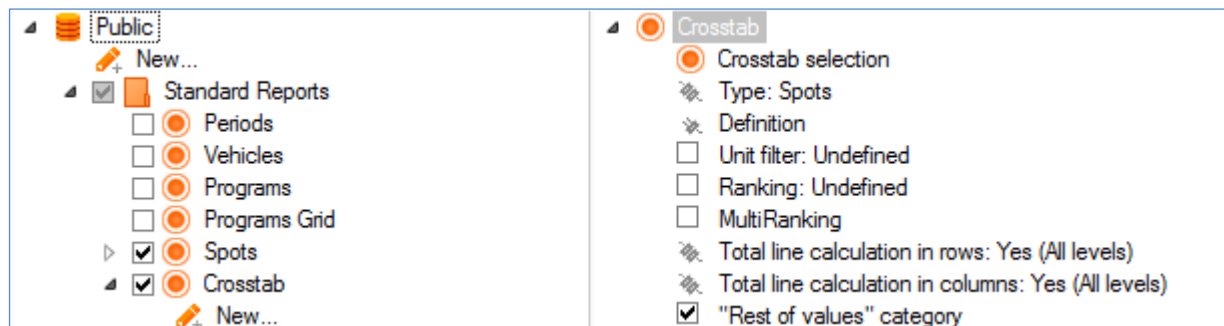 Public
New...
Standard Reports
Periods
Vehicles
Programs
Programs Grid
Spots
Crosstab
New...
Crosstab
Crosstab selection
Type: Spots
Definition
Unit filter: Undefined
Ranking: Undefined
MultiRanking
Total line calculation in rows: Yes (All levels)
Total line calculation in columns: Yes (All levels)
"Rest of values" category